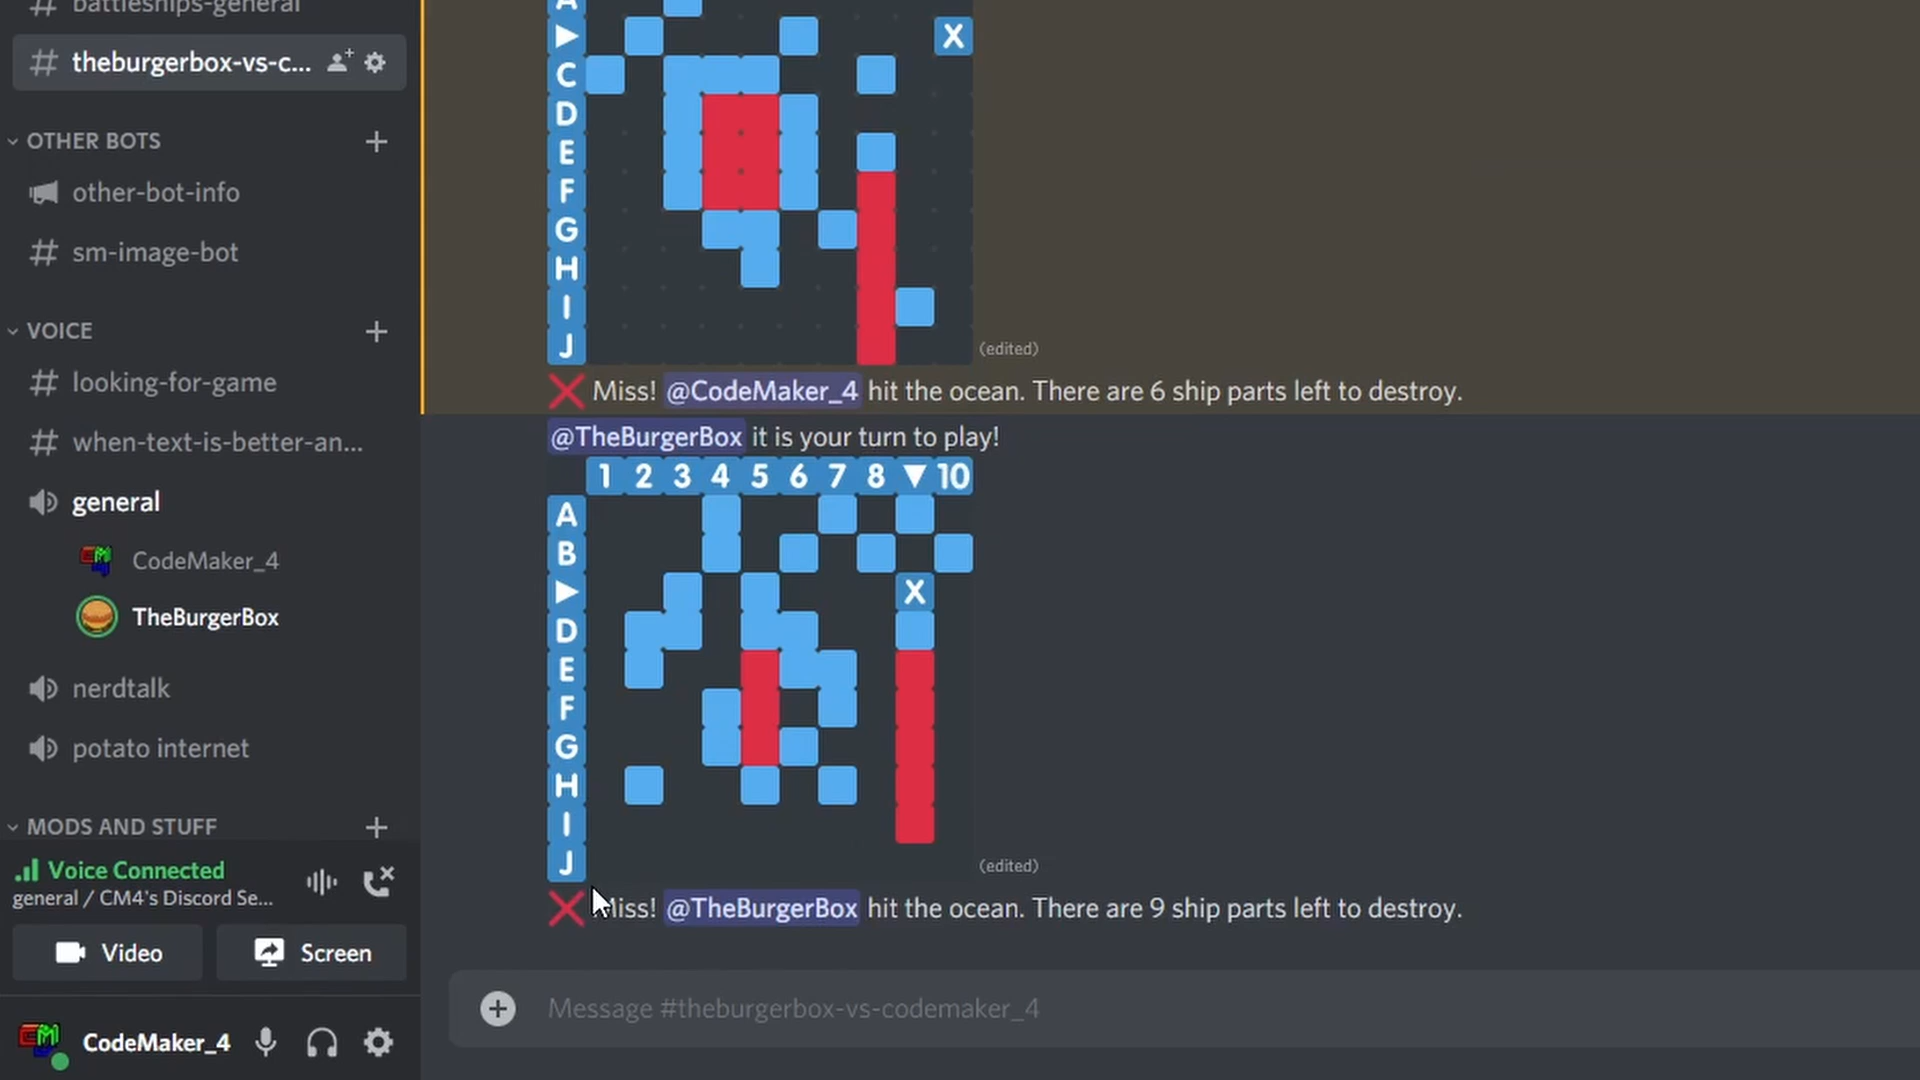 battleships-general
theburgerbox-vs-c...
OTHER BOTS
other-bot-info
sm-image-bot
VOICE
looking-for-game
when-text-is-better-an...
general
CodeMaker_4
TheBurgerBox
nerdtalk
potato internet
MODS AND STUFF
Voice Connected
general / CM4's Discord Se...
Video Screen
CodeMaker_4
A
X
C
D
E
F
G
H
I
J
(edited)
Miss! @CodeMaker_4 hit the ocean. There are 6 ship parts left to destroy.
@TheBurgerBox it is your turn to play!
1 2 3 4 5 6 7 8 10
A
B
X
D
E
F
G
H
I
J
(edited)
Miss! @TheBurgerBox hit the ocean. There are 9 ship parts left to destroy.
Message #theburgerbox-vs-codemaker_4